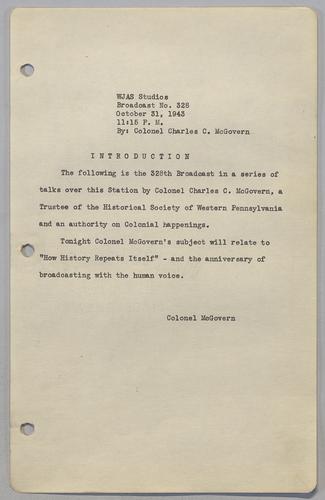 WJAS Studios
Broadcast No. 328
October 31, 1943
11:15 P. M.
By: Colonel Charles C. McGovern
INTRODUCTION
The following is the 328th Broadcast in a series of
talks over this Station by Colonel Charles C. McGovern, a
Trustee of the Historical Society of Western Pennsylvania
and an authority on Colonial happenings.
Tonight Colonel McGovern's subject will relate to
"How History Repeats Itself" - and the anniversary of
broadcasting with the human voice.
Colonel McGovern